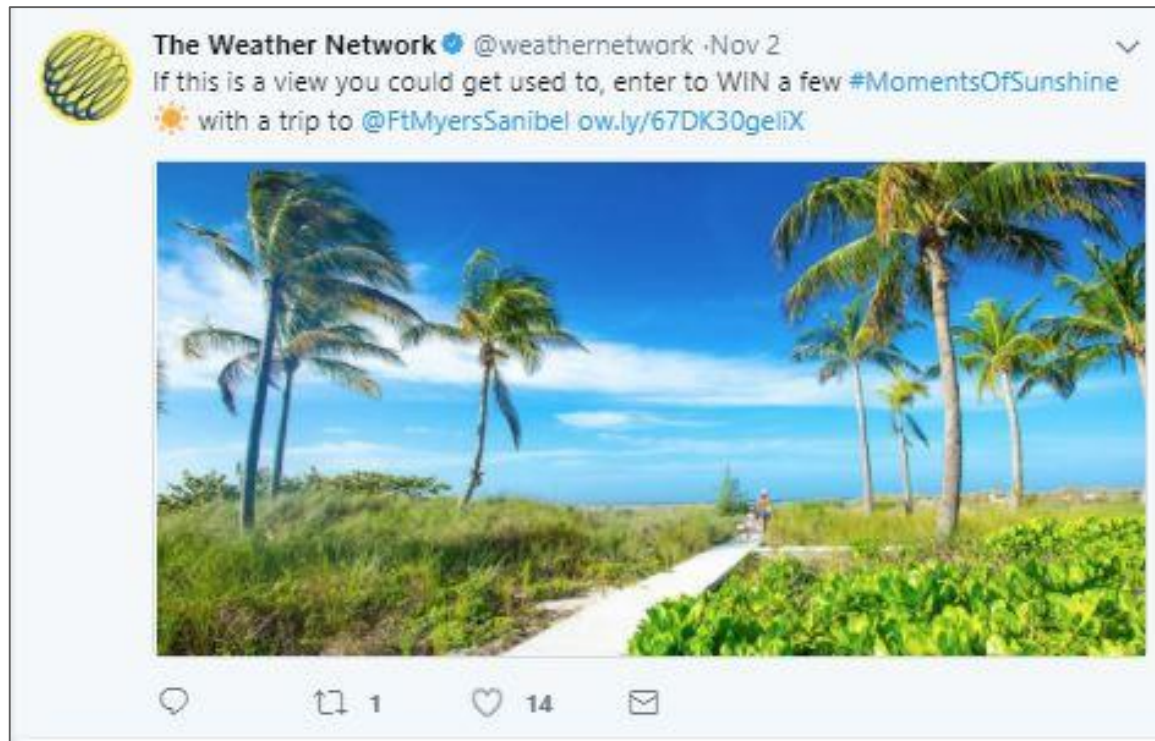 The Weather Network @weathernetwork ·Nov 2
If this is a view you could get used to, enter to WIN a few #MomentsOfSunshine
☀️ with a trip to @FtMyersSanibel ow.ly/67DK30geliX
1 14